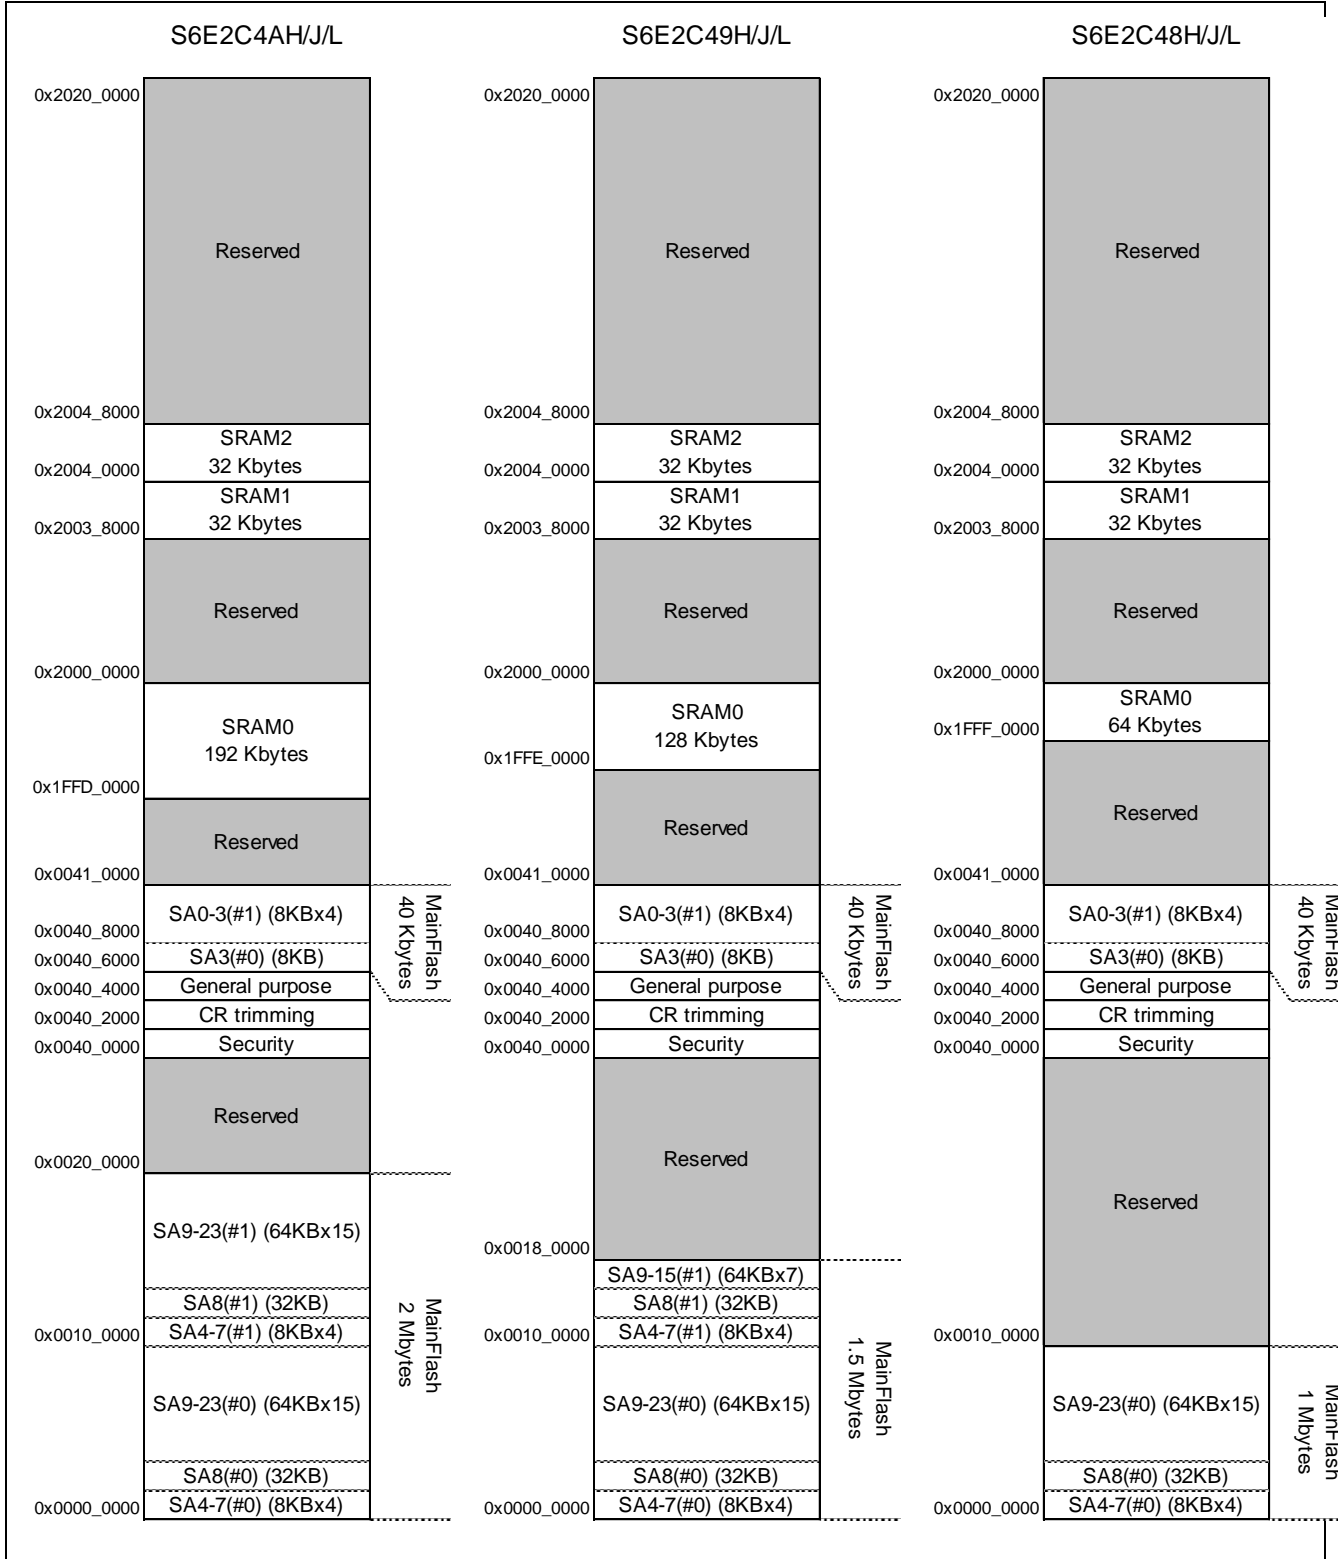 S6E2C4AH/J/L
0x2020_0000
Reserved
0x2004_8000
SRAM2
32 Kbytes
0x2004_0000
SRAM1
32 Kbytes
0x2003_8000
Reserved
0x2000_0000
SRAM0
192 Kbytes
0x1FFD_0000
Reserved
0x0041_0000
SA0-3(#1) (8KBx4)
0x0040_8000
SA3(#0) (8KB)
0x0040_6000
General purpose
0x0040_4000
CR trimming
0x0040_2000
Security
0x0040_0000
MainFlash
40 Kbytes
Reserved
0x0020_0000
SA9-23(#1) (64KBx15)
SA8(#1) (32KB)
SA4-7(#1) (8KBx4)
0x0010_0000
SA9-23(#0) (64KBx15)
SA8(#0) (32KB)
SA4-7(#0) (8KBx4)
0x0000_0000
MainFlash
2 Mbytes
S6E2C49H/J/L
0x2020_0000
Reserved
0x2004_8000
SRAM2
32 Kbytes
0x2004_0000
SRAM1
32 Kbytes
0x2003_8000
Reserved
0x2000_0000
SRAM0
128 Kbytes
0x1FFE_0000
Reserved
0x0041_0000
SA0-3(#1) (8KBx4)
0x0040_8000
SA3(#0) (8KB)
0x0040_6000
General purpose
0x0040_4000
CR trimming
0x0040_2000
Security
0x0040_0000
MainFlash
40 Kbytes
Reserved
0x0018_0000
SA9-15(#1) (64KBx7)
SA8(#1) (32KB)
SA4-7(#1) (8KBx4)
0x0010_0000
SA9-23(#0) (64KBx15)
SA8(#0) (32KB)
SA4-7(#0) (8KBx4)
0x0000_0000
MainFlash
1.5 Mbytes
S6E2C48H/J/L
0x2020_0000
Reserved
0x2004_8000
SRAM2
32 Kbytes
0x2004_0000
SRAM1
32 Kbytes
0x2003_8000
Reserved
0x2000_0000
SRAM0
64 Kbytes
0x1FFF_0000
Reserved
0x0041_0000
SA0-3(#1) (8KBx4)
0x0040_8000
SA3(#0) (8KB)
0x0040_6000
General purpose
0x0040_4000
CR trimming
0x0040_2000
Security
0x0040_0000
MainFlash
40 Kbytes
Reserved
0x0010_0000
SA9-23(#0) (64KBx15)
SA8(#0) (32KB)
SA4-7(#0) (8KBx4)
0x0000_0000
MainFlash
1 Mbytes